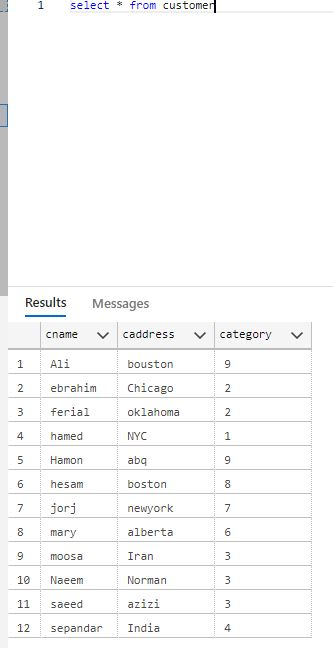 1 select * from customer
Results Messages
cname caddress category
1 Ali bouston 9
2 ebrahim Chicago 2
3 ferial oklahoma 2
4 hamed NYC 1
5 Hamon abq 9
6 hesam boston 8
7 jorj newyork 7
8 mary alberta 6
9 moosa Iran 3
10 Naeem Norman 3
11 saeed azizi 3
12 sepandar India 4